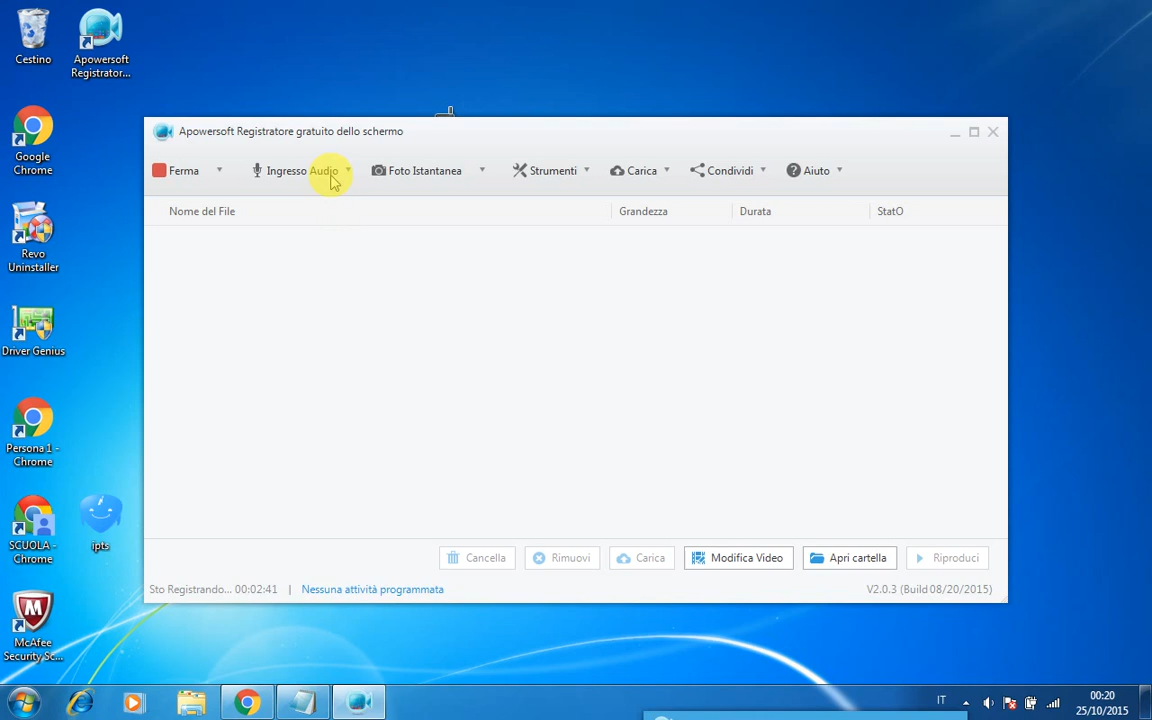 Cestino
Apowersoft
Registrator...
Google
Chrome
Revo
Uninstaller
Driver Genius
Persona 1 -
Chrome
SCUOLA -
Chrome
ipts
McAfee
Security Sc...
Apowersoft Registratore gratuito dello schermo
Ferma
Ingresso Audio
Foto Istantanea
Strumenti
Carica
Condividi
Aiuto
Nome del File
Grandezza
Durata
StatO
Cancella
Rimuovi
Carica
Modifica Video
Apri cartella
Riproduci
Sto Registrando... 00:02:41 | Nessuna attività programmata
V2.0.3 (Build 08/20/2015)
IT
00:20
25/10/2015